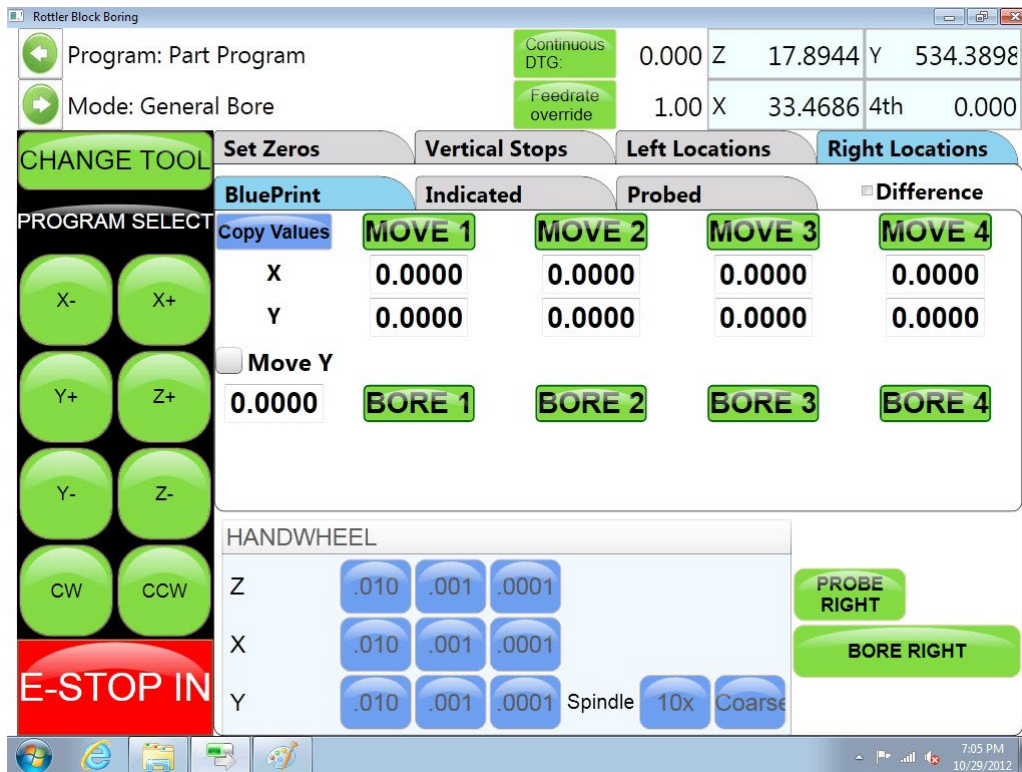 Rottler Block Boring
Program: Part Program
Continuous DTG:
0.000
Z 17.8944
Y 534.3898
Mode: General Bore
Feedrate override
1.00
X 33.4686
4th 0.000
CHANGE TOOL
Set Zeros
Vertical Stops
Left Locations
Right Locations
BluePrint
Indicated
Probed
Difference
PROGRAM SELECT
Copy Values
MOVE 1
MOVE 2
MOVE 3
MOVE 4
X 0.0000 0.0000 0.0000 0.0000
Y 0.0000 0.0000 0.0000 0.0000
Move Y
0.0000
BORE 1
BORE 2
BORE 3
BORE 4
X-
X+
Y+
Z+
Y-
Z-
CW
CCW
E-STOP IN
HANDWHEEL
Z .010 .001 .0001
X .010 .001 .0001
Y .010 .001 .0001 Spindle 10x Coarse
PROBE
RIGHT
BORE RIGHT
7:05 PM
10/29/2012